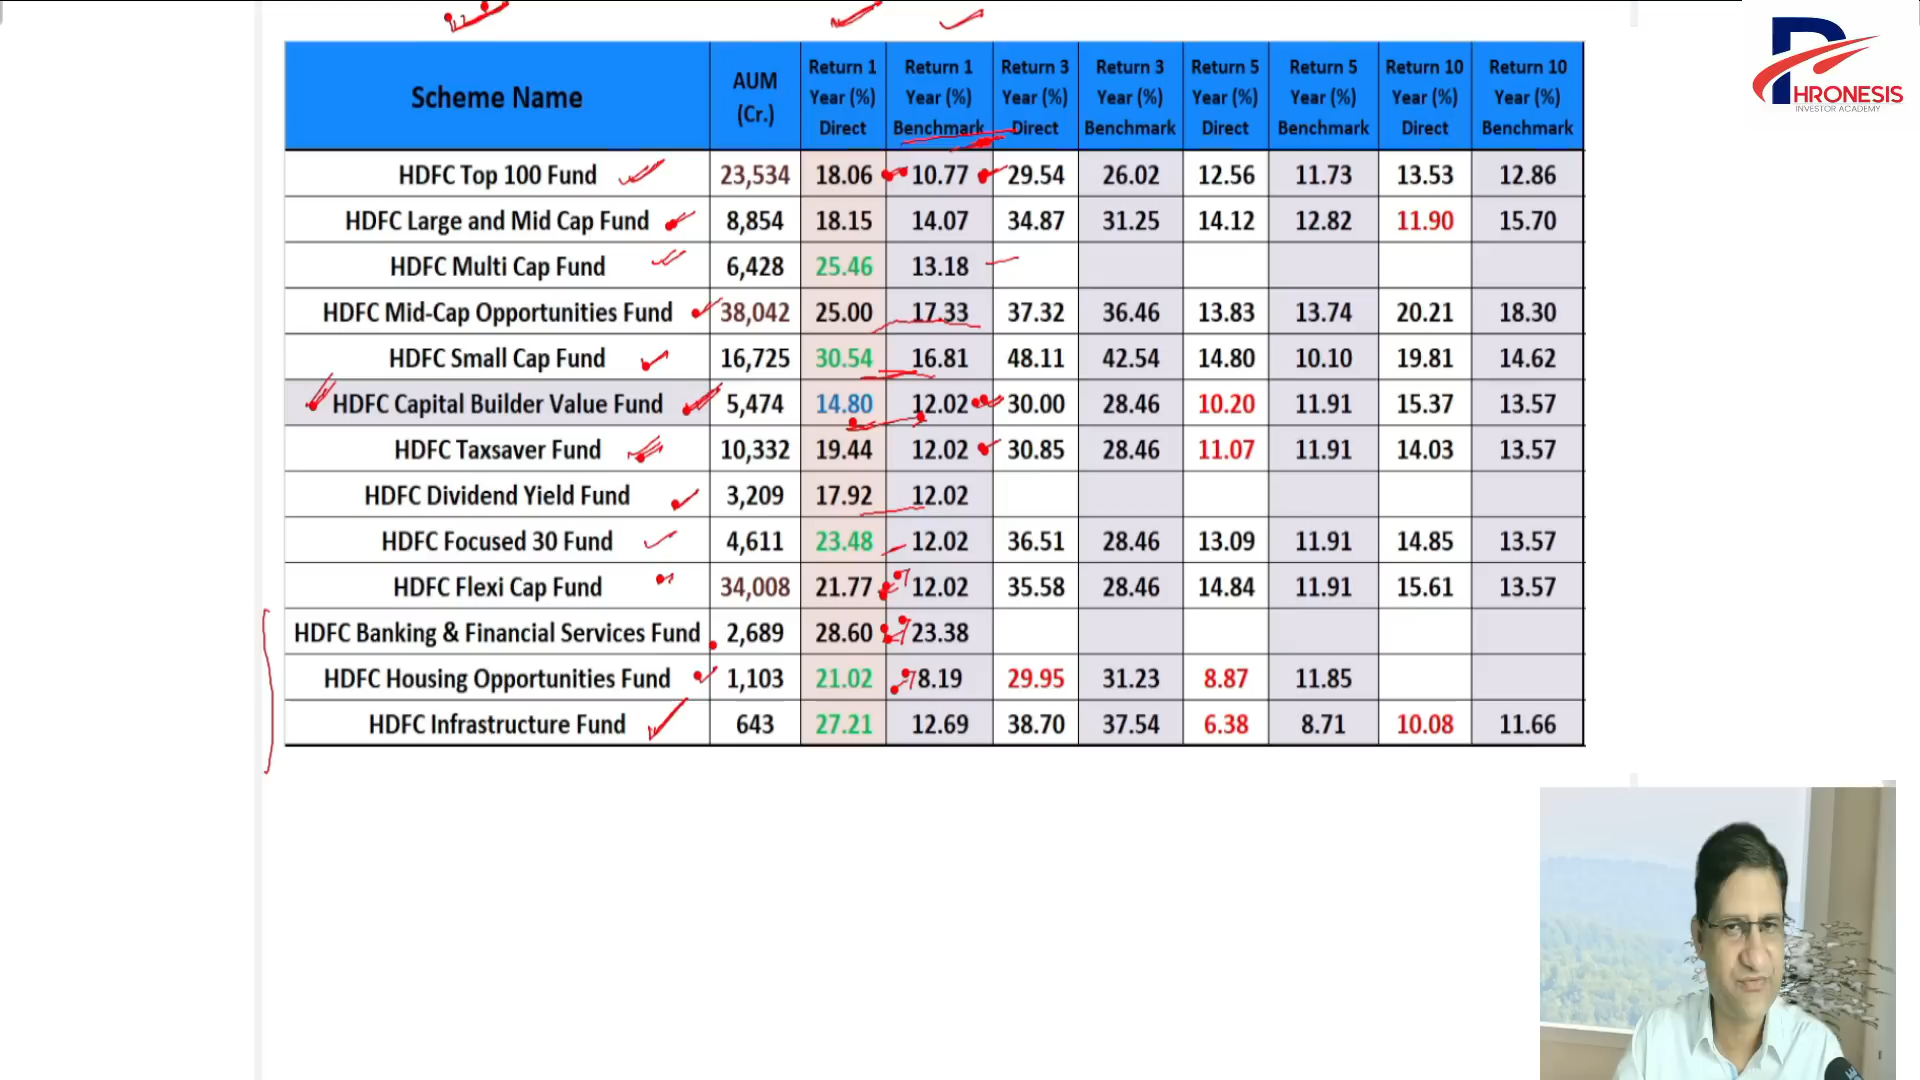 PHRONESIS
INVESTOR ACADEMY
Scheme Name AUM (Cr.) Return 1 Year (%) Direct Return 1 Year (%) Benchmark Return 3 Year (%) Direct Return 3 Year (%) Benchmark Return 5 Year (%) Direct Return 5 Year (%) Benchmark Return 10 Year (%) Direct Return 10 Year (%) Benchmark
HDFC Top 100 Fund 23,534 18.06 10.77 29.54 26.02 12.56 11.73 13.53 12.86
HDFC Large and Mid Cap Fund 8,854 18.15 14.07 34.87 31.25 14.12 12.82 11.90 15.70
HDFC Multi Cap Fund 6,428 25.46 13.18
HDFC Mid-Cap Opportunities Fund 38,042 25.00 17.33 37.32 36.46 13.83 13.74 20.21 18.30
HDFC Small Cap Fund 16,725 30.54 16.81 48.11 42.54 14.80 10.10 19.81 14.62
HDFC Capital Builder Value Fund 5,474 14.80 12.02 30.00 28.46 10.20 11.91 15.37 13.57
HDFC Taxsaver Fund 10,332 19.44 12.02 30.85 28.46 11.07 11.91 14.03 13.57
HDFC Dividend Yield Fund 3,209 17.92 12.02
HDFC Focused 30 Fund 4,611 23.48 12.02 36.51 28.46 13.09 11.91 14.85 13.57
HDFC Flexi Cap Fund 34,008 21.77 12.02 35.58 28.46 14.84 11.91 15.61 13.57
HDFC Banking & Financial Services Fund 2,689 28.60 23.38
HDFC Housing Opportunities Fund 1,103 21.02 8.19 29.95 31.23 8.87 11.85
HDFC Infrastructure Fund 643 27.21 12.69 38.70 37.54 6.38 8.71 10.08 11.66